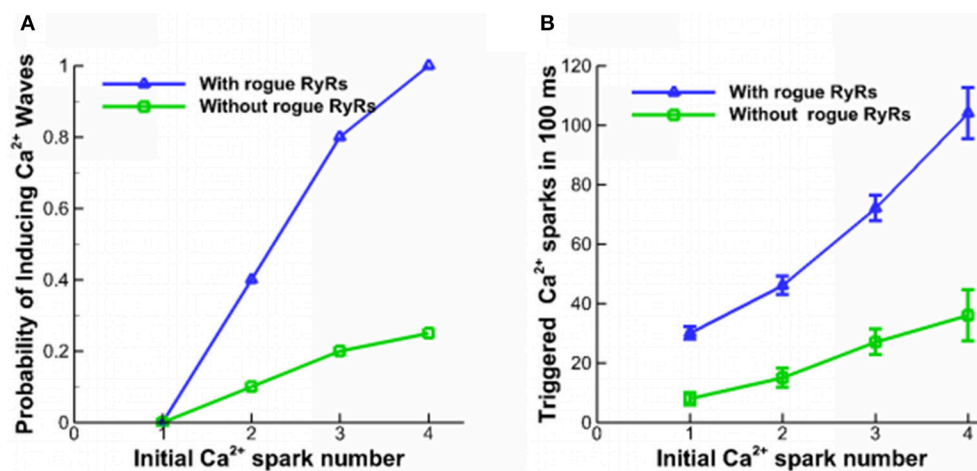 A
Probability of Inducing Ca²⁺ Waves
1
0.8
0.6
0.4
0.2
0
With rogue RyRs
Without rogue RyRs
0 1 2 3 4
Initial Ca²⁺ spark number
B
Triggered Ca²⁺ sparks in 100 ms
120
100
80
60
40
20
0
With rogue RyRs
Without rogue RyRs
0 1 2 3 4
Initial Ca²⁺ spark number